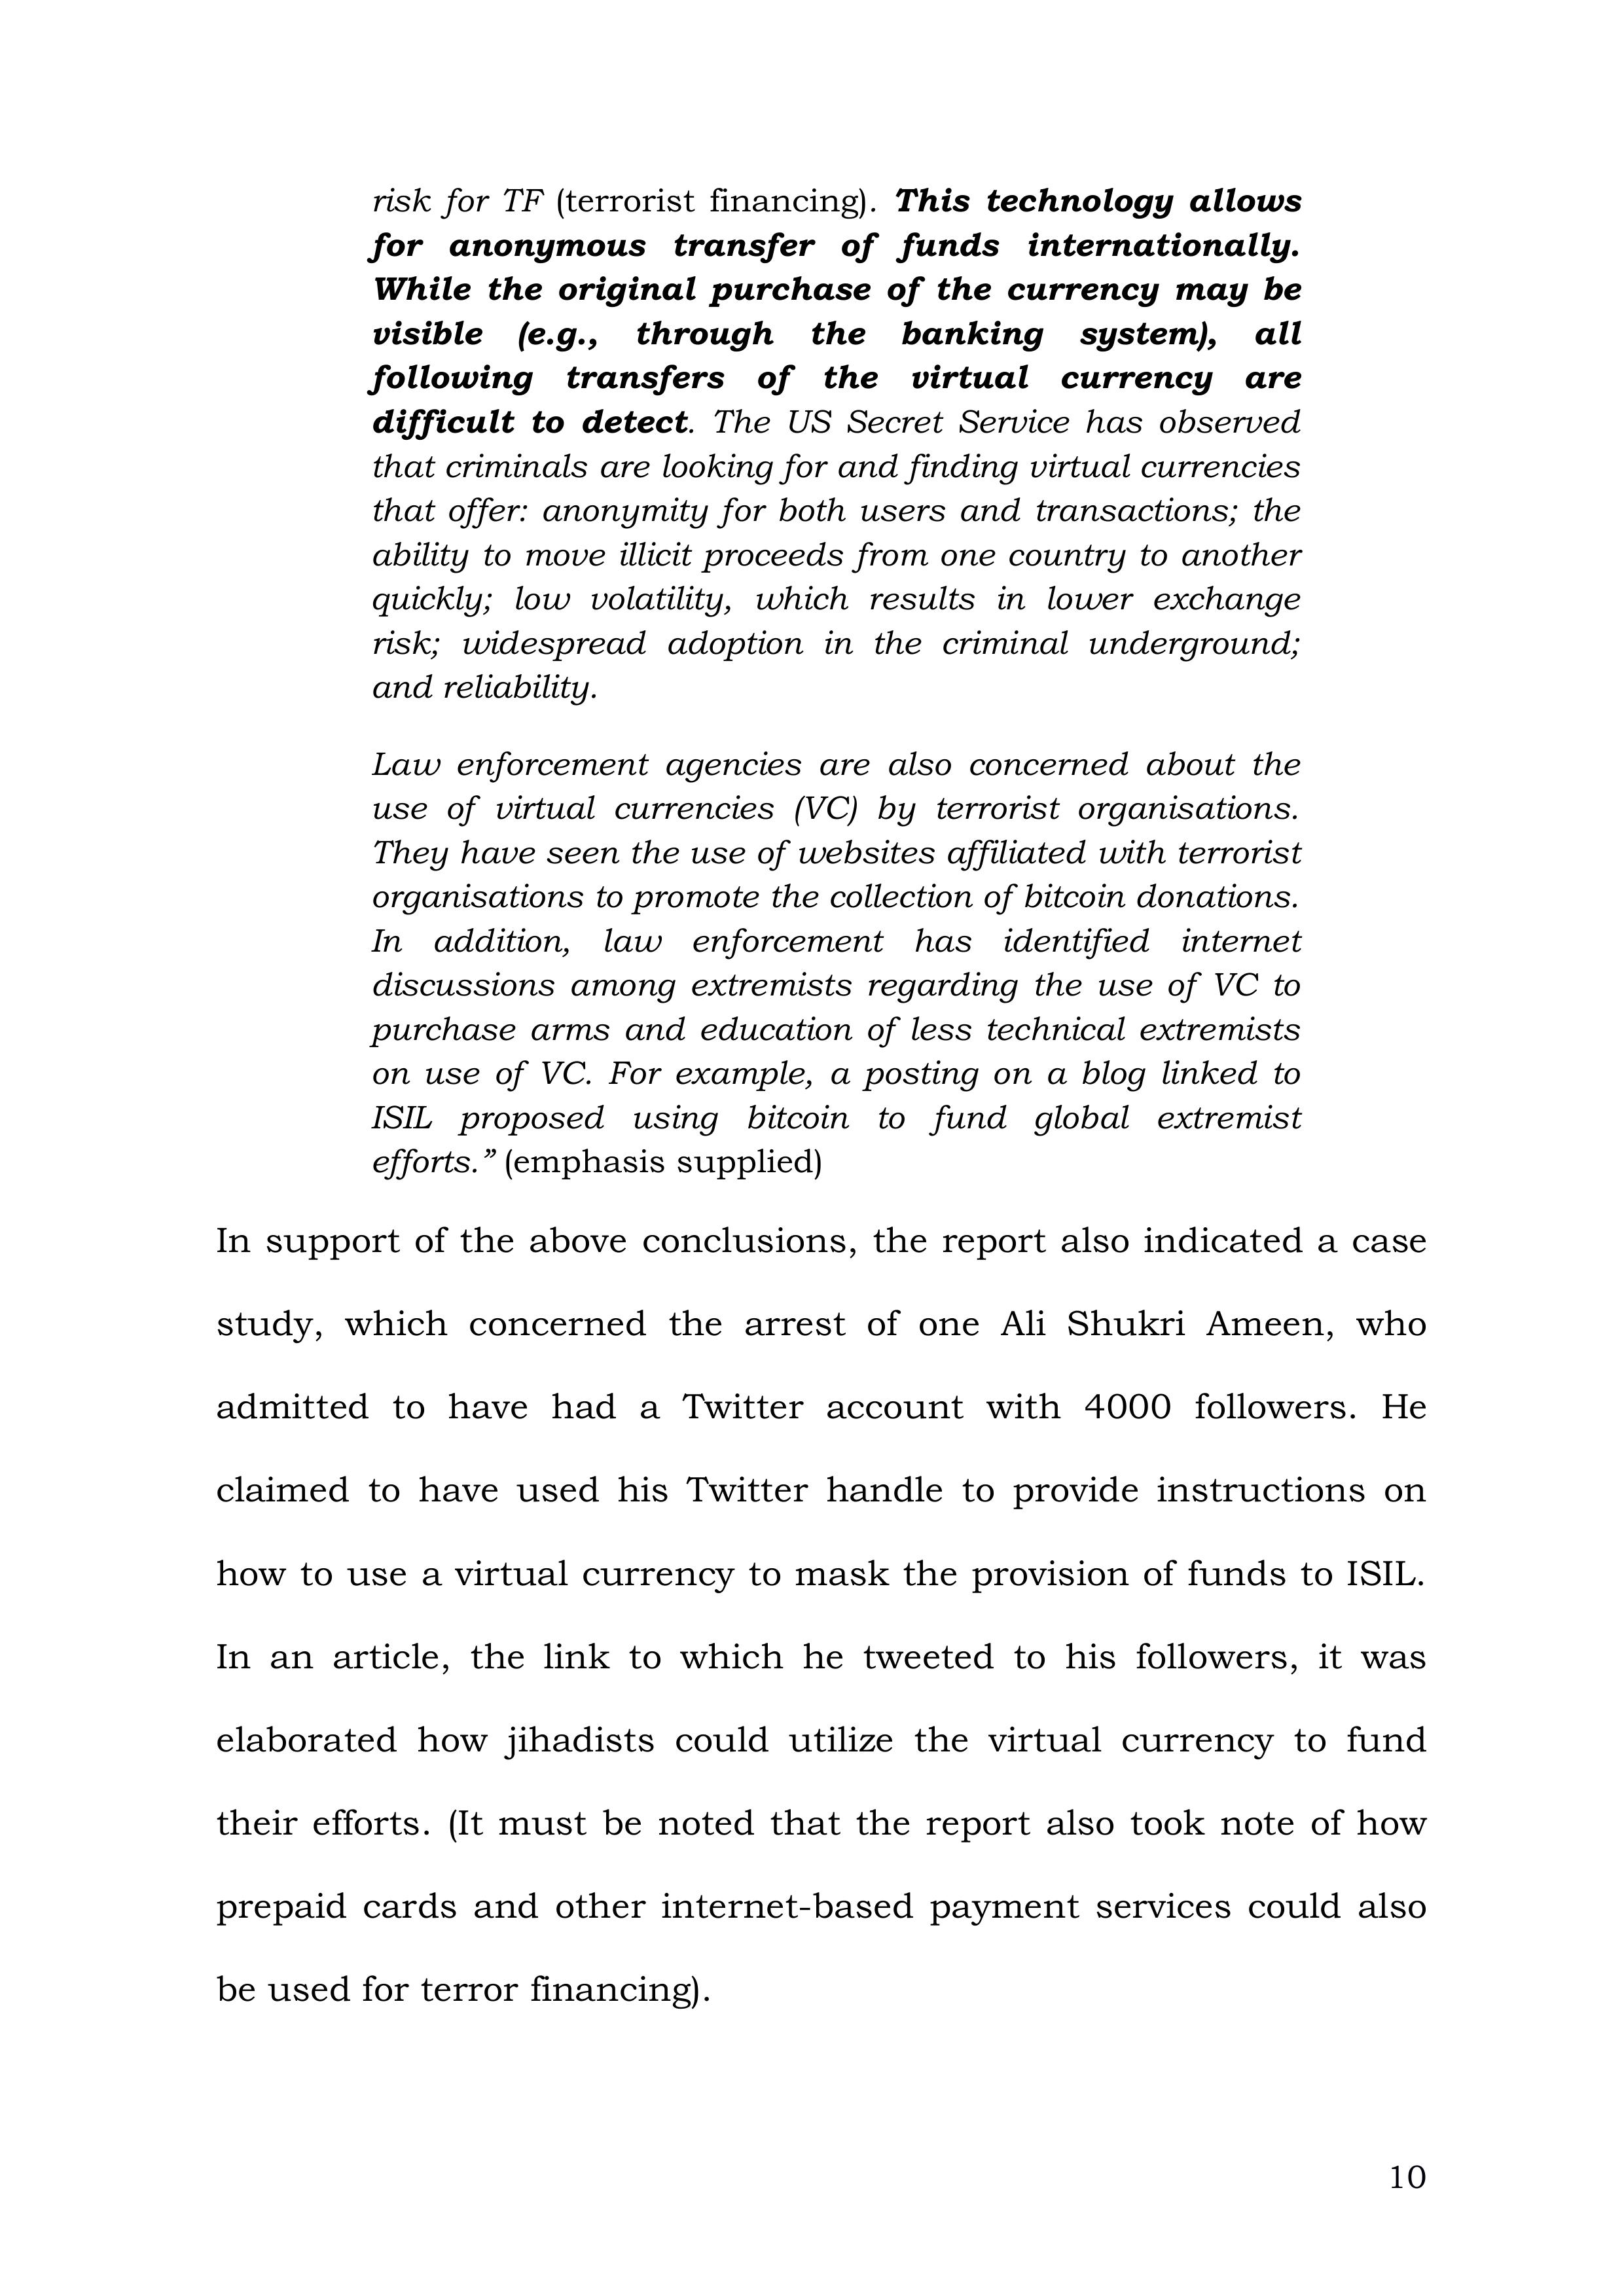 risk for TF (terrorist financing). This technology allows
for anonymous transfer of funds internationally.
While the original purchase of the currency may be
visible (e.g., through the banking system), all
following transfers of the virtual currency are
difficult to detect. The US Secret Service has observed
that criminals are looking for and finding virtual currencies
that offer: anonymity for both users and transactions; the
ability to move illicit proceeds from one country to another
quickly; low volatility, which results in lower exchange
risk; widespread adoption in the criminal underground;
and reliability.
Law enforcement agencies are also concerned about the
use of virtual currencies (VC) by terrorist organisations.
They have seen the use of websites affiliated with terrorist
organisations to promote the collection of bitcoin donations.
In addition, law enforcement has identified internet
discussions among extremists regarding the use of VC to
purchase arms and education of less technical extremists
on use of VC. For example, a posting on a blog linked to
ISIL proposed using bitcoin to fund global extremist
efforts.” (emphasis supplied)
In support of the above conclusions, the report also indicated a case
study, which concerned the arrest of one Ali Shukri Ameen, who
admitted to have had a Twitter account with 4000 followers. He
claimed to have used his Twitter handle to provide instructions on
how to use a virtual currency to mask the provision of funds to ISIL.
In an article, the link to which he tweeted to his followers, it was
elaborated how jihadists could utilize the virtual currency to fund
their efforts. (It must be noted that the report also took note of how
prepaid cards and other internet-based payment services could also
be used for terror financing).
10